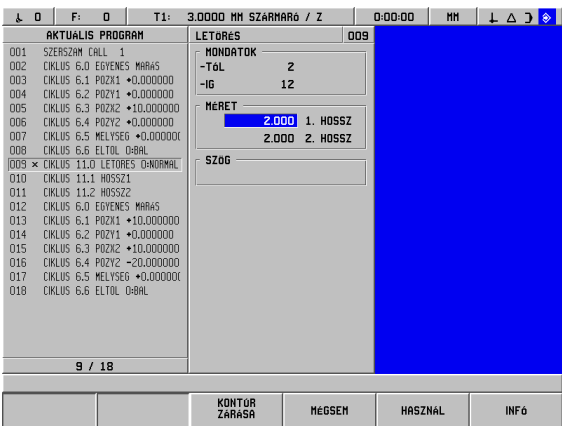 0 F: 0 T1: 3.0000 MM SZÁRMARÓ / Z 0:00:00 MM
AKTUÁLIS PROGRAM
001 SZERSZAM CALL 1
002 CIKLUS 6.0 EGYENES MARÁS
003 CIKLUS 6.1 POZX1 +0.000000
004 CIKLUS 6.2 POZY1 +0.000000
005 CIKLUS 6.3 POZX2 +10.000000
006 CIKLUS 6.4 POZY2 +0.000000
007 CIKLUS 6.5 MELYSEG +0.000000
008 CIKLUS 6.6 ELTOL 0:BAL
009 × CIKLUS 11.0 LETORES 0:NORMAL
010 CIKLUS 11.1 HOSSZ1
011 CIKLUS 11.2 HOSSZ2
012 CIKLUS 6.0 EGYENES MARÁS
013 CIKLUS 6.1 POZX1 +10.000000
014 CIKLUS 6.2 POZY1 +0.000000
015 CIKLUS 6.3 POZX2 +10.000000
016 CIKLUS 6.4 POZY2 -20.000000
017 CIKLUS 6.5 MELYSEG +0.000000
018 CIKLUS 6.6 ELTOL 0:BAL
9 / 18
LETÖRÉS 009
MONDATOK
-TÓL 2
-IG 12
MÉRET
2.000 1. HOSSZ
2.000 2. HOSSZ
SZÖG
KONTÚR
ZÁRÁSA
MÉGSEM
HASZNÁL
INFÓ